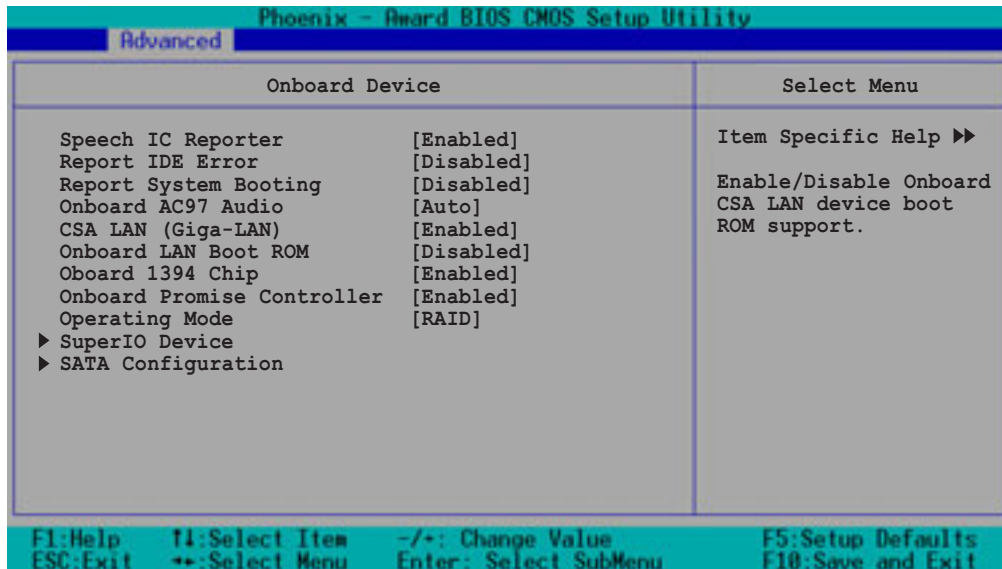 Phoenix - Award BIOS CMOS Setup Utility
Advanced
Onboard Device
Select Menu
Speech IC Reporter [Enabled]
Report IDE Error [Disabled]
Report System Booting [Disabled]
Onboard AC97 Audio [Auto]
CSA LAN (Giga-LAN) [Enabled]
Onboard LAN Boot ROM [Disabled]
Oboard 1394 Chip [Enabled]
Onboard Promise Controller [Enabled]
Operating Mode [RAID]
SuperIO Device
SATA Configuration
Item Specific Help
Enable/Disable Onboard
CSA LAN device boot
ROM support.
F1:Help ↑↓:Select Item -/+: Change Value F5:Setup Defaults
ESC:Exit ←→:Select Menu Enter: Select SubMenu F10:Save and Exit